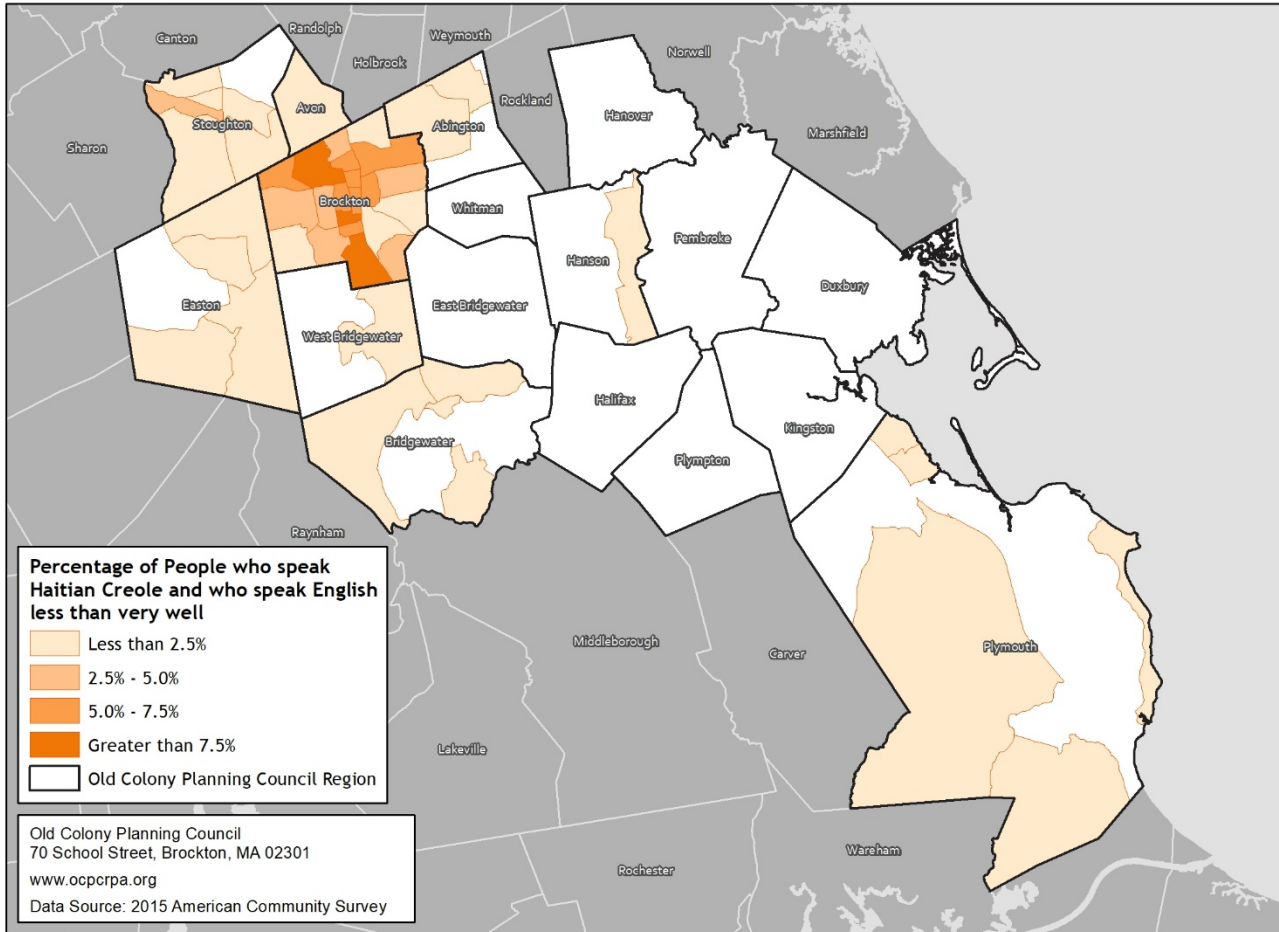 Canton
Randolph
Weymouth
Holbrook
Norwell
Rockland
Avon
Hanover
Stoughton
Abington
Marshfield
Sharon
Brockton
Whitman
Pembroke
Hanson
Duxbury
Easton
East Bridgewater
West Bridgewater
Halifax
Kingston
Bridgewater
Plympton
Raynham
Percentage of People who speak
Haitian Creole and who speak English
less than very well
Less than 2.5%
2.5% - 5.0%
5.0% - 7.5%
Greater than 7.5%
Old Colony Planning Council Region
Middleborough
Carver
Plymouth
Lakeville
Wareham
Rochester
Old Colony Planning Council
70 School Street, Brockton, MA 02301
www.ocpcrpa.org
Data Source: 2015 American Community Survey